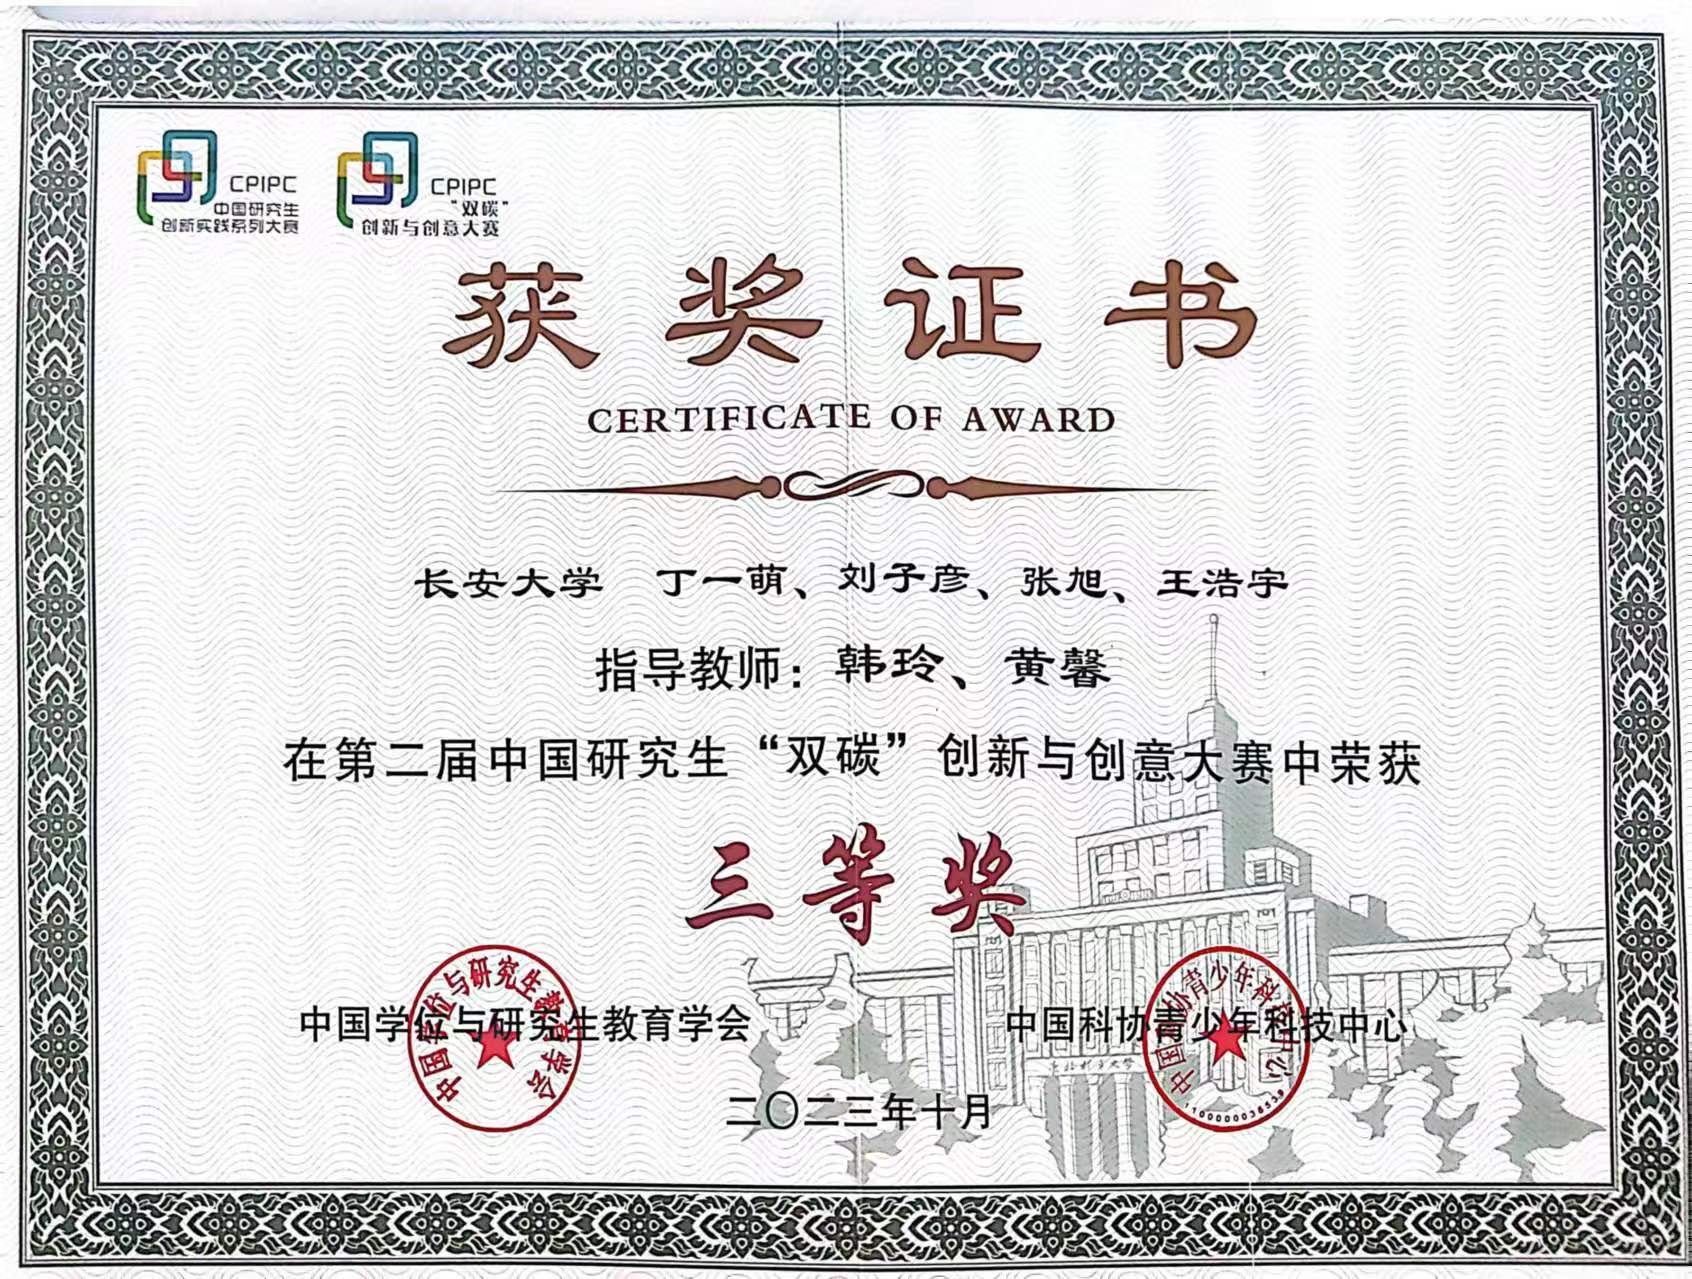 CPIPC
中国研究生
创新实践系列大赛
CPIPC
“双碳”
创新与创意大赛
获奖证书
CERTIFICATE OF AWARD
长安大学 丁一萌、刘子彦、张旭、王浩宇
指导教师：韩玲、黄馨
在第二届中国研究生“双碳”创新与创意大赛中荣获
三等奖
中国学位与研究生教育学会
中国科协青少年科技中心
中国学位与研究生教育学会
中国科协青少年科技中心
二〇二三年十月